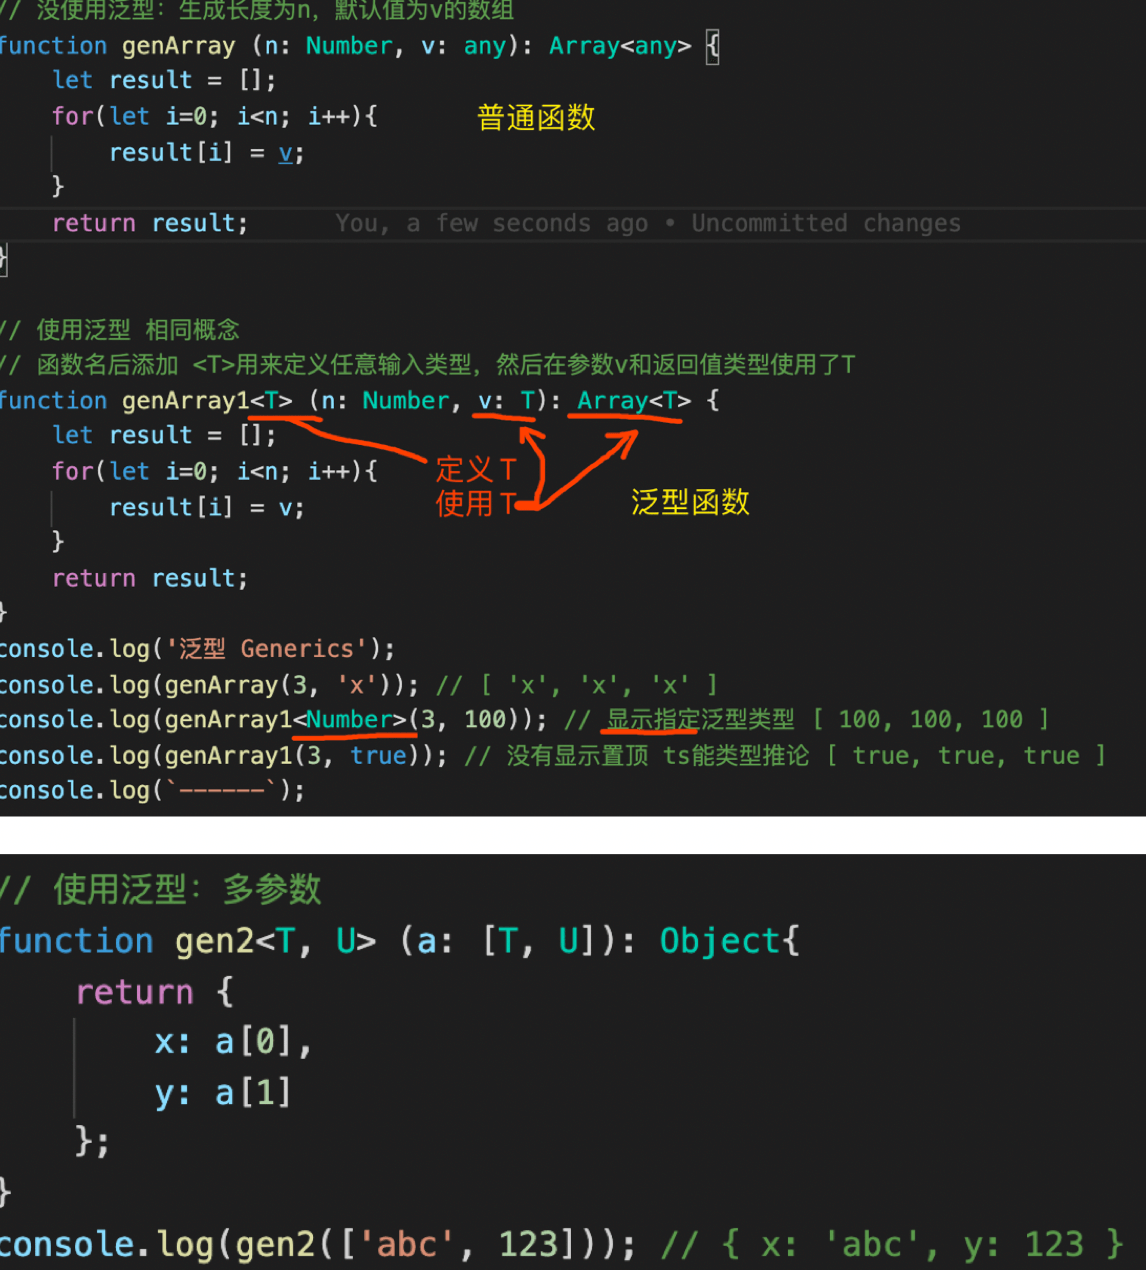 // 没使用泛型：生成长度为n，默认值为v的数组
function genArray (n: Number, v: any): Array<any> {
let result = [];
for(let i=0; i<n; i++){
普通函数
result[i] = v;
}
return result;
You, a few seconds ago • Uncommitted changes
}
// 使用泛型 相同概念
// 函数名后添加 <T>用来定义任意输入类型，然后在参数v和返回值类型使用了T
function genArray1<T> (n: Number, v: T): Array<T> {
let result = [];
for(let i=0; i<n; i++){
定义T
使用T
泛型函数
result[i] = v;
}
return result;
}
console.log('泛型 Generics');
console.log(genArray(3, 'x')); // [ 'x', 'x', 'x' ]
console.log(genArray1<Number>(3, 100)); // 显示指定泛型类型 [ 100, 100, 100 ]
console.log(genArray1(3, true)); // 没有显示置顶 ts能类型推论 [ true, true, true ]
console.log(`------`);
// 使用泛型：多参数
function gen2<T, U> (a: [T, U]): Object{
return {
x: a[0],
y: a[1]
};
}
console.log(gen2(['abc', 123])); // { x: 'abc', y: 123 }